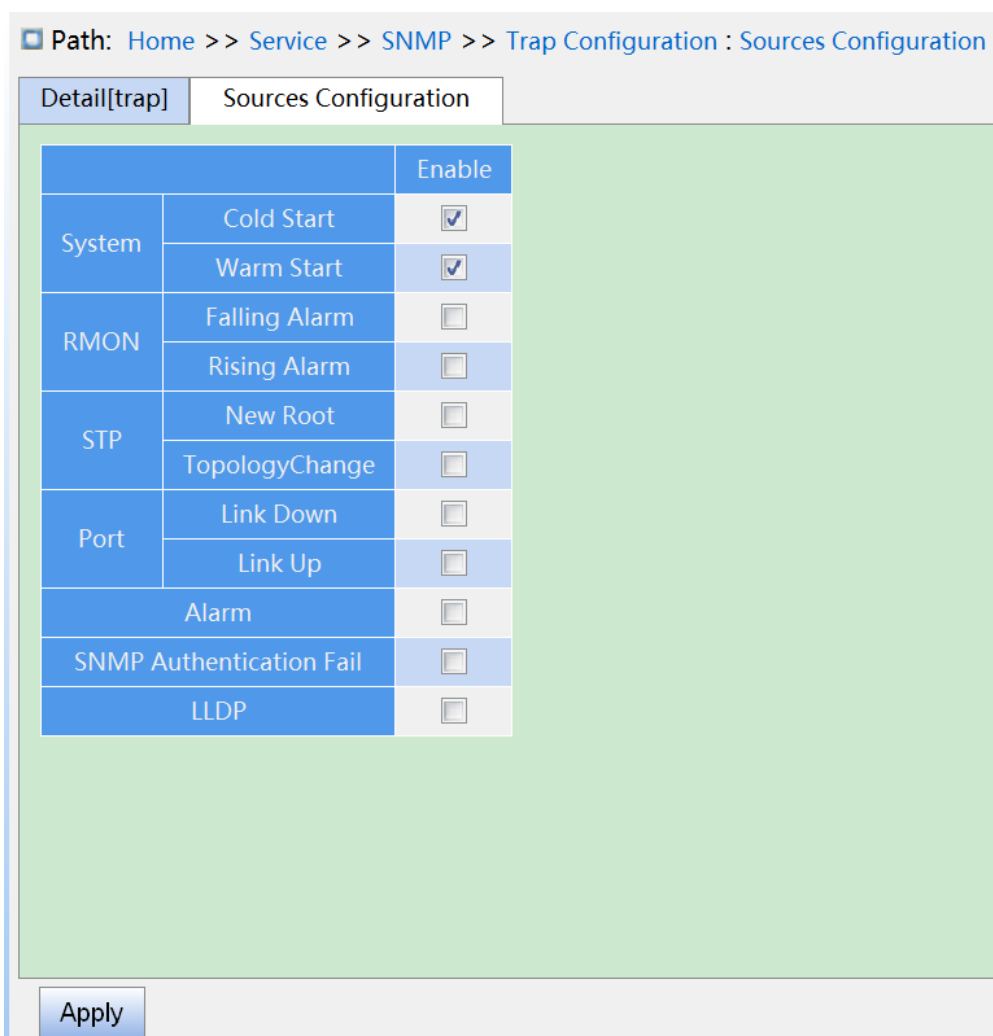 Path: Home >> Service >> SNMP >> Trap Configuration : Sources Configuration
Detail[trap] Sources Configuration
Enable
System
Cold Start
Warm Start
RMON
Falling Alarm
Rising Alarm
STP
New Root
TopologyChange
Port
Link Down
Link Up
Alarm
SNMP Authentication Fail
LLDP
Apply